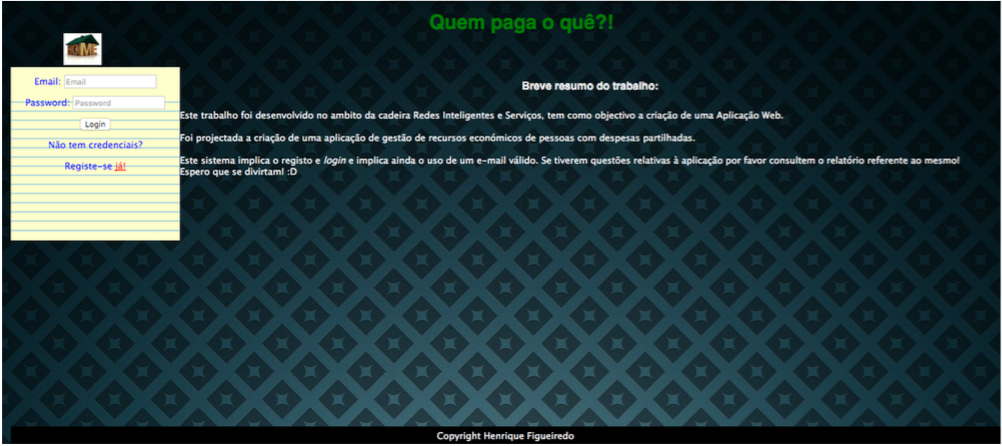 Quem paga o quê?!
HOME
Email: Email
Password: Password
Login
Não tem credenciais?
Registe-se já!
Breve resumo do trabalho:
Este trabalho foi desenvolvido no ambito da cadeira Redes Inteligentes e Serviços, tem como objectivo a criação de uma Aplicação Web.
Foi projectada a criação de uma aplicação de gestão de recursos económicos de pessoas com despesas partilhadas.
Este sistema implica o registo e login e implica ainda o uso de um e-mail válido. Se tiverem questões relativas à aplicação por favor consultem o relatório referente ao mesmo!
Espero que se divirtam! :D
Copyright Henrique Figueiredo